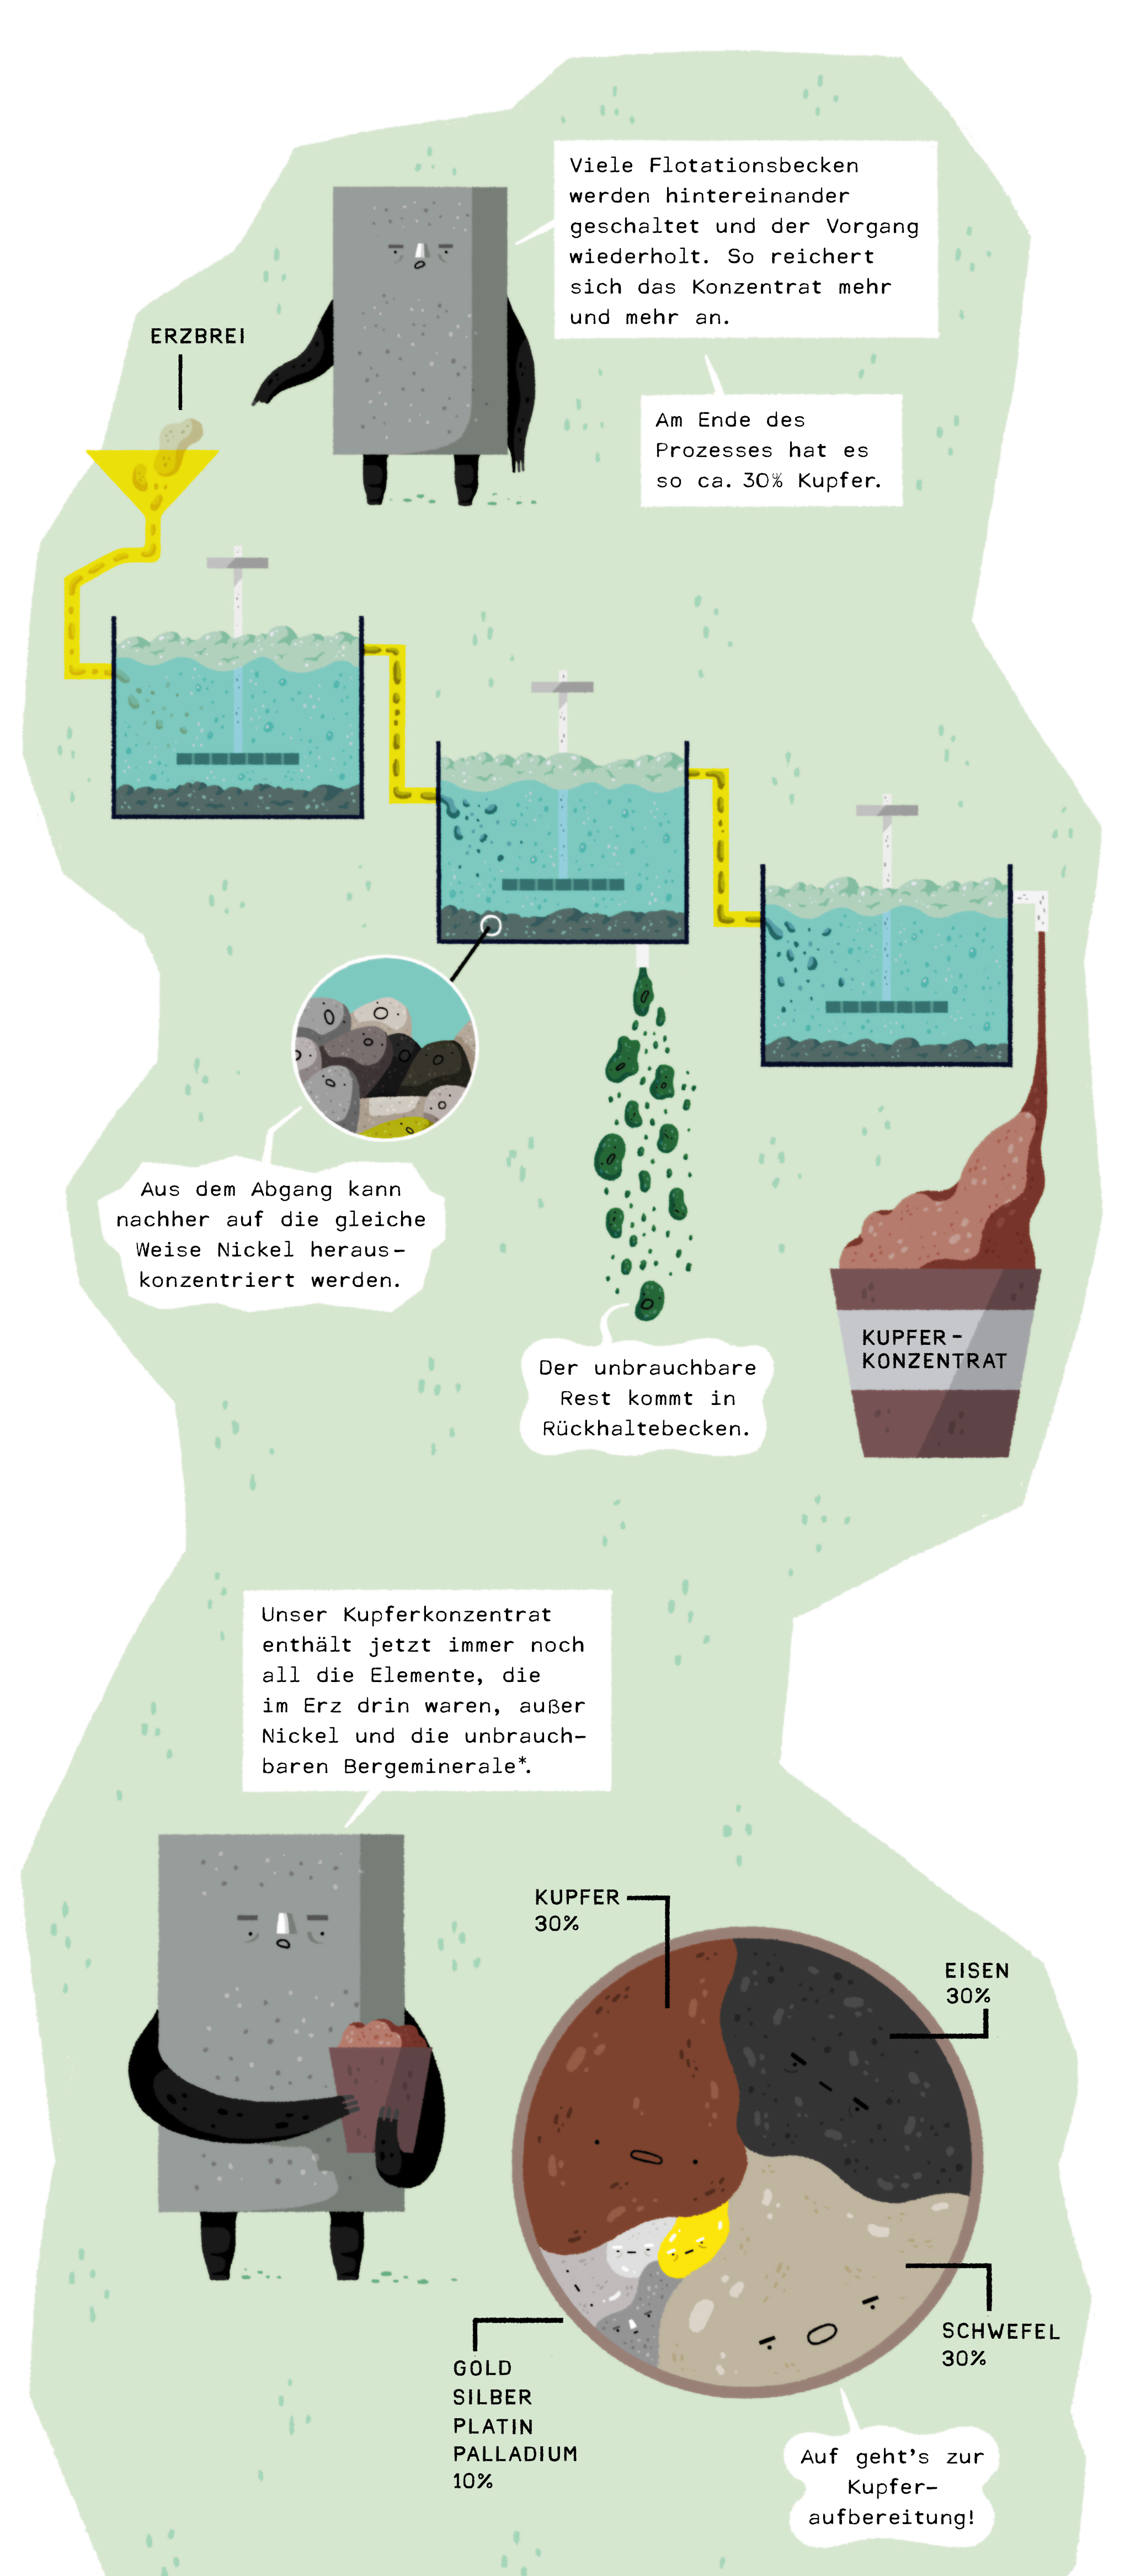 Viele Flotationsbecken
werden hintereinander
geschaltet und der Vorgang
wiederholt. So reichert
sich das Konzentrat mehr
und mehr an.
ERZBREI
Am Ende des
Prozesses hat es
so ca. 30% Kupfer.
Aus dem Abgang kann
nachher auf die gleiche
Weise Nickel heraus-
konzentriert werden.
Der unbrauchbare
Rest kommt in
Rückhaltebecken.
KUPFER-
KONZENTRAT
Unser Kupferkonzentrat
enthält jetzt immer noch
all die Elemente, die
im Erz drin waren, außer
Nickel und die unbrauch-
baren Bergeminerale*.
KUPFER
30%
EISEN
30%
SCHWEFEL
30%
GOLD
SILBER
PLATIN
PALLADIUM
10%
Auf geht's zur
Kupfer-
aufbereitung!